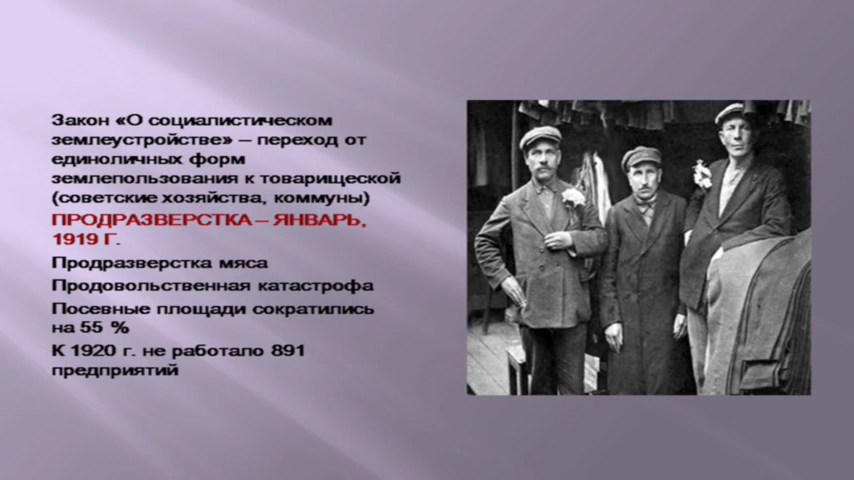 Закон «О социалистическом
землеустройстве» – переход от
единоличных форм
землепользования к товарищеской
(советские хозяйства, коммуны)
ПРОДРАЗВЕРСТКА – ЯНВАРЬ,
1919 Г.
Продразверстка мяса
Продовольственная катастрофа
Посевные площади сократились
на 55 %
К 1920 г. не работало 891
предприятий